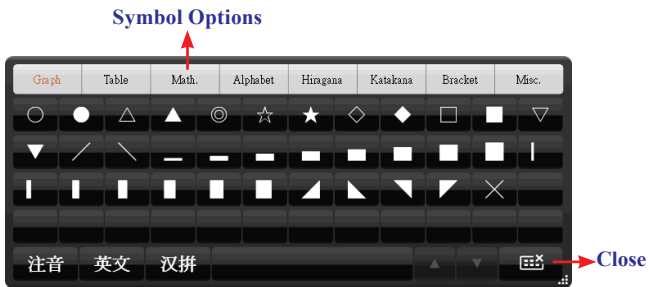 Symbol Options
Graph Table Math. Alphabet Hiragana Katakana Bracket Misc.
○ ● △ ▲ ◎ ☆ ★ ◇ ◆ □ ■ ▽
▼ ╱ ╲ ▁ ▂ ▃ ▄ ▅ ▆ ▇ █ ▏
▎ ▍ ▌ ▋ ▊ ▉ ◢ ◣ ◥ ◤ ╳
注音 英文 汉拼 ▲ ▼
Close